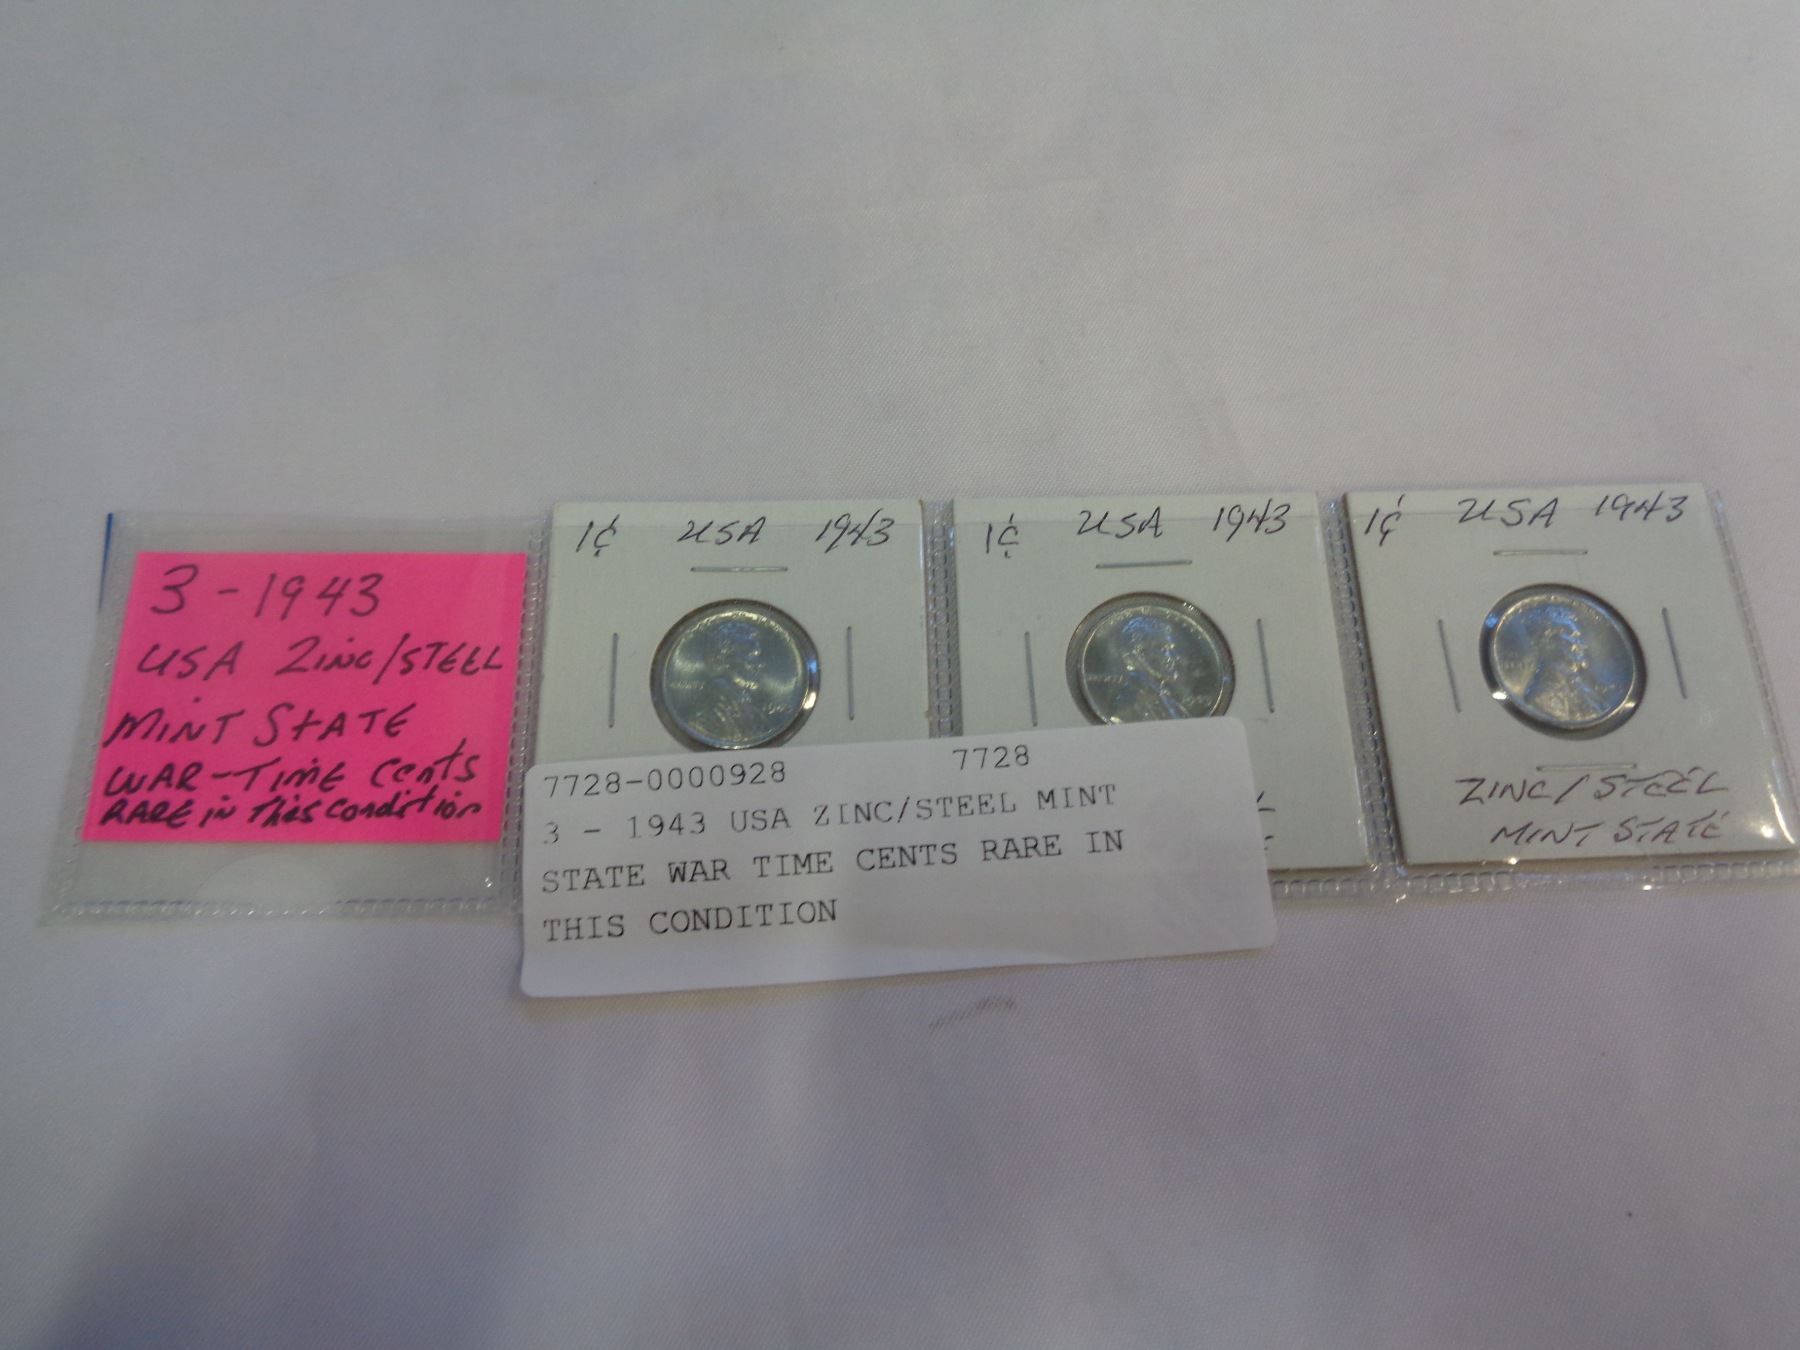 3 - 1943
USA ZINC/STEEL
MINT STATE
WAR-TIME CENTS
RARE IN THIS CONDITION
1¢ USA 1943
1943
1¢ USA 1943
1¢ USA 1943
ZINC/STEEL
MINT STATE
7728-0000928 7728
3 - 1943 USA ZINC/STEEL MINT
STATE WAR TIME CENTS RARE IN
THIS CONDITION